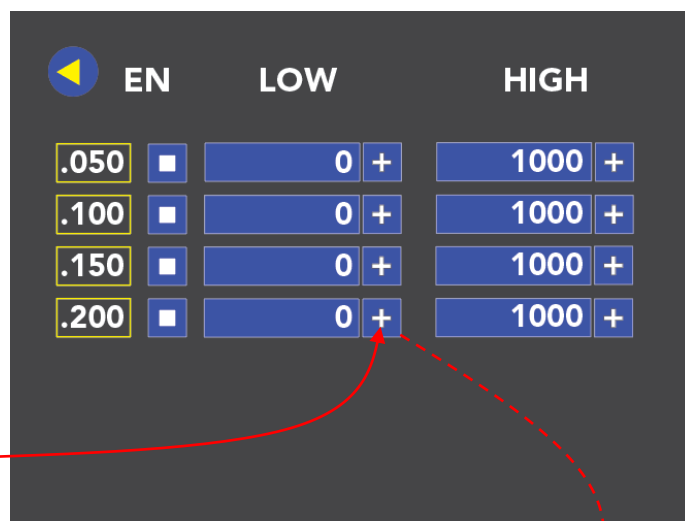 EN LOW HIGH
.050 0 + 1000 +
.100 0 + 1000 +
.150 0 + 1000 +
.200 0 + 1000 +